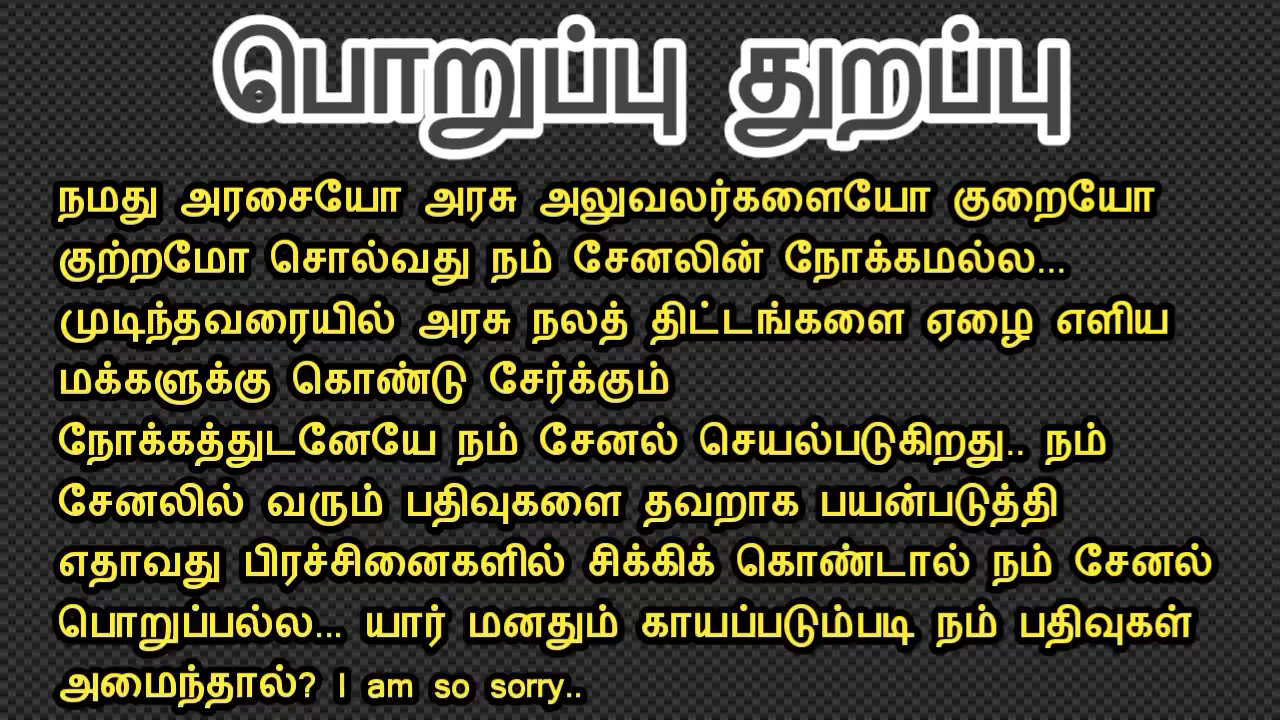 பொறுப்பு துறப்பு
நமது அரசையோ அரசு அலுவலர்களையோ குறையோ
குற்றமோ சொல்வது நம் சேனலின் நோக்கமல்ல...
முடிந்தவரையில் அரசு நலத் திட்டங்களை ஏழை எளிய
மக்களுக்கு கொண்டு சேர்க்கும்
நோக்கத்துடனேயே நம் சேனல் செயல்படுகிறது.. நம்
சேனலில் வரும் பதிவுகளை தவறாக பயன்படுத்தி
எதாவது பிரச்சினைகளில் சிக்கிக் கொண்டால் நம் சேனல்
பொறுப்பல்ல... யார் மனதும் காயப்படும்படி நம் பதிவுகள்
அமைந்தால்? I am so sorry..